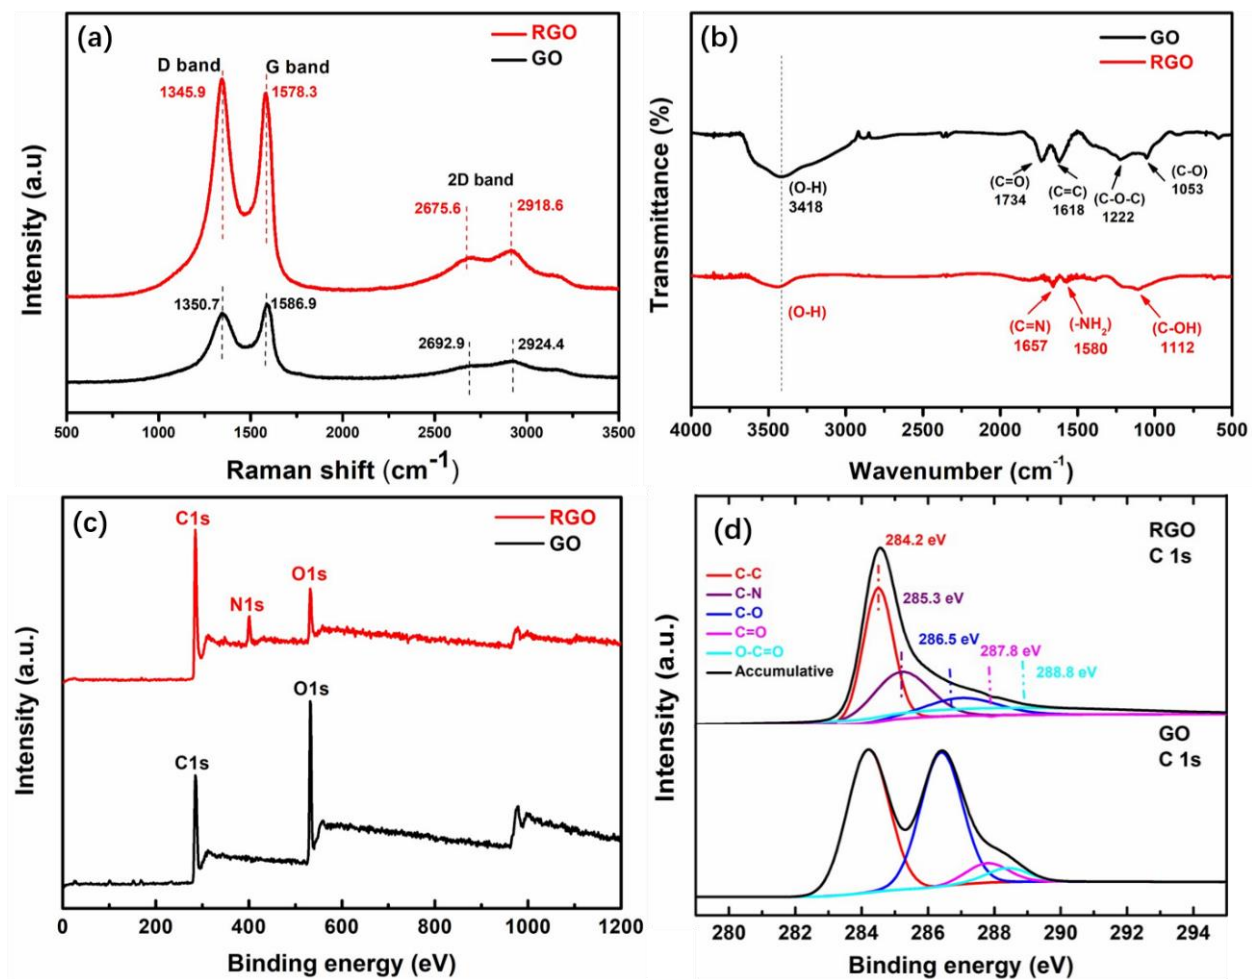 (a)
RGO
GO
D band
1345.9
G band
1578.3
2D band
2675.6
2918.6
1350.7
1586.9
2692.9
2924.4
Intensity (a.u)
500
1000
1500
2000
2500
3000
3500
Raman shift (cm-1)
(b)
GO
RGO
(O-H)
3418
(C=O)
1734
(C=C)
1618
(C-O-C)
1222
(C-O)
1053
(O-H)
(C=N)
1657
(-NH2)
1580
(C-OH)
1112
Transmittance (%)
4000
3500
3000
2500
2000
1500
1000
500
Wavenumber (cm-1)
(c)
RGO
GO
C1s
N1s
O1s
C1s
O1s
Intensity (a.u.)
0
200
400
600
800
1000
1200
Binding energy (eV)
(d)
RGO
C 1s
284.2 eV
285.3 eV
286.5 eV
287.8 eV
288.8 eV
C-C
C-N
C-O
C=O
O-C=O
Accumulative
GO
C 1s
Intensity (a.u.)
280
282
284
286
288
290
292
294
Binding energy (eV)